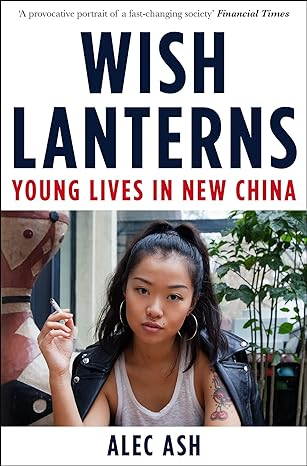 ‘A provocative portrait of a fast-changing society’ Financial Times
WISH
LANTERNS
YOUNG LIVES IN NEW CHINA
ALEC ASH